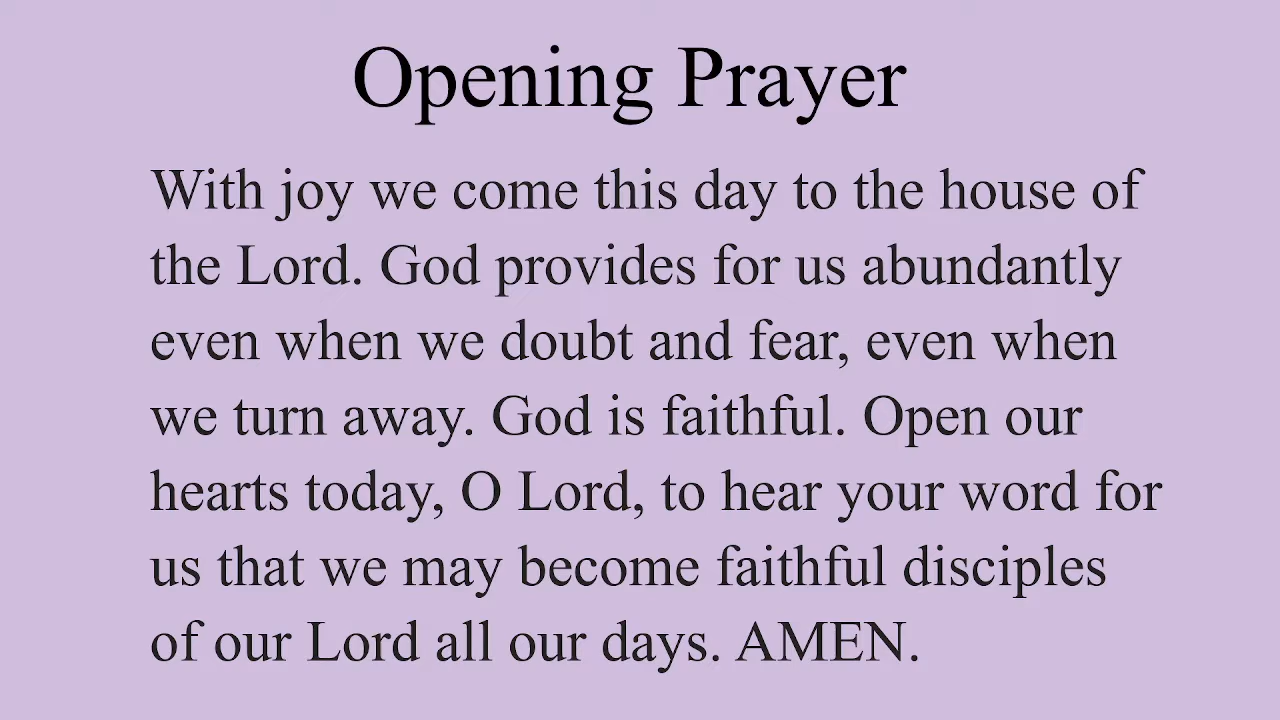 Opening Prayer
With joy we come this day to the house of
the Lord. God provides for us abundantly
even when we doubt and fear, even when
we turn away. God is faithful. Open our
hearts today, O Lord, to hear your word for
us that we may become faithful disciples
of our Lord all our days. AMEN.